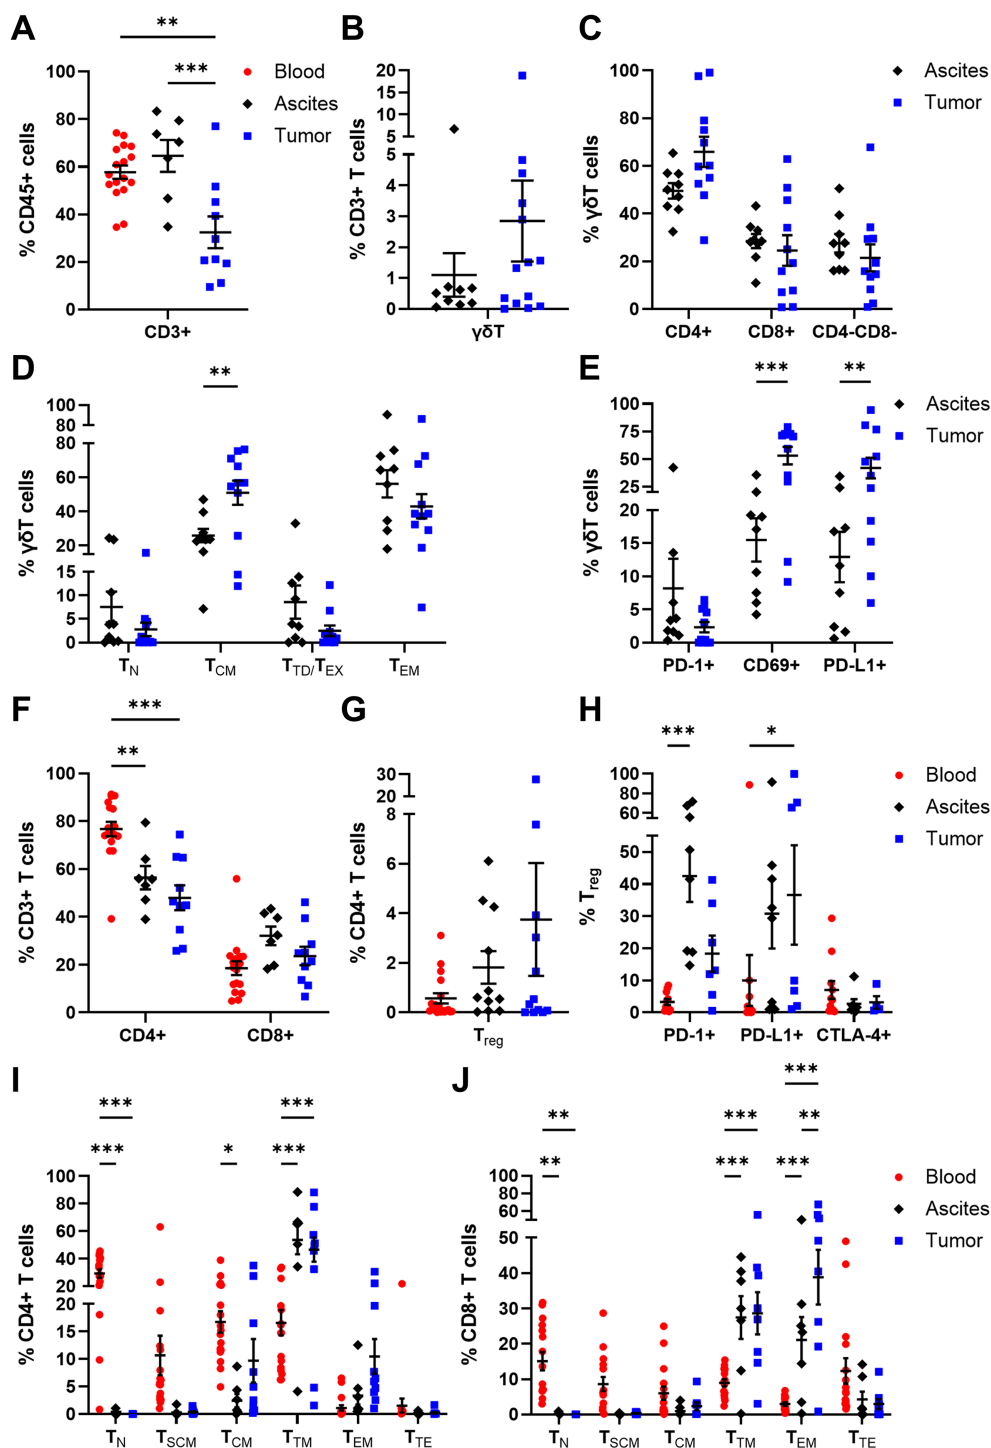 A
**
***
% CD45+ cells
100
80
60
40
20
0
CD3+
Blood
Ascites
Tumor
B
% CD3+ T cells
20
15
10
5
5
4
3
2
1
0
γδT
C
% γδT cells
100
80
60
40
20
0
CD4+ CD8+ CD4-CD8-
Ascites
Tumor
D
**
% γδT cells
100
80
60
40
20
15
10
5
0
TN TCM TTD/TEX TEM
E
*** **
% γδT cells
100
75
50
25
20
15
10
5
0
PD-1+ CD69+ PD-L1+
Ascites
Tumor
F
***
**
% CD3+ T cells
100
80
60
40
20
0
CD4+ CD8+
G
% CD4+ T cells
30
20
10
8
6
4
2
0
Treg
H
*** *
% Treg
100
80
60
50
40
30
20
10
0
PD-1+ PD-L1+ CTLA-4+
Blood
Ascites
Tumor
I
*** ***
*** * ***
% CD4+ T cells
100
80
60
40
20
20
15
10
5
0
TN TSCM TCM TTM TEM TTE
J
***
** *** **
** *** ***
% CD8+ T cells
100
80
60
50
40
30
20
10
0
TN TSCM TCM TTM TEM TTE
Blood
Ascites
Tumor